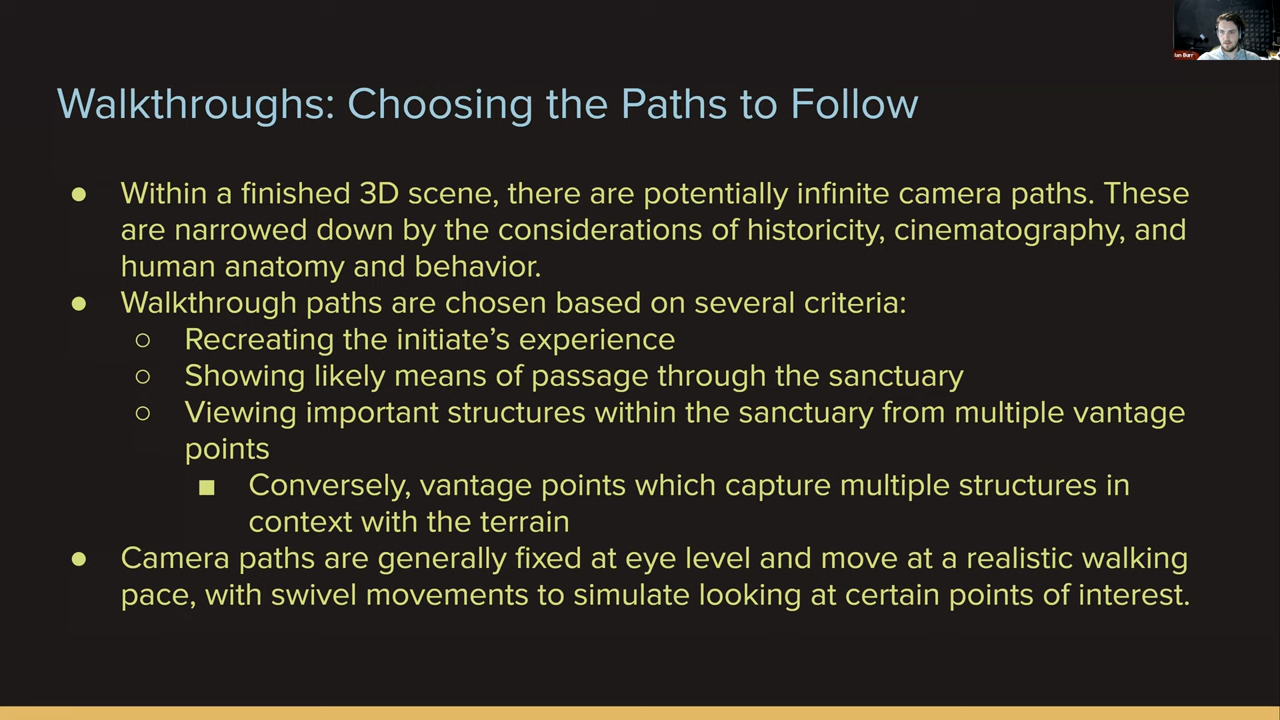 Walkthroughs: Choosing the Paths to Follow
● Within a finished 3D scene, there are potentially infinite camera paths. These
are narrowed down by the considerations of historicity, cinematography, and
human anatomy and behavior.
● Walkthrough paths are chosen based on several criteria:
○ Recreating the initiate’s experience
○ Showing likely means of passage through the sanctuary
○ Viewing important structures within the sanctuary from multiple vantage
points
■ Conversely, vantage points which capture multiple structures in
context with the terrain
● Camera paths are generally fixed at eye level and move at a realistic walking
pace, with swivel movements to simulate looking at certain points of interest.